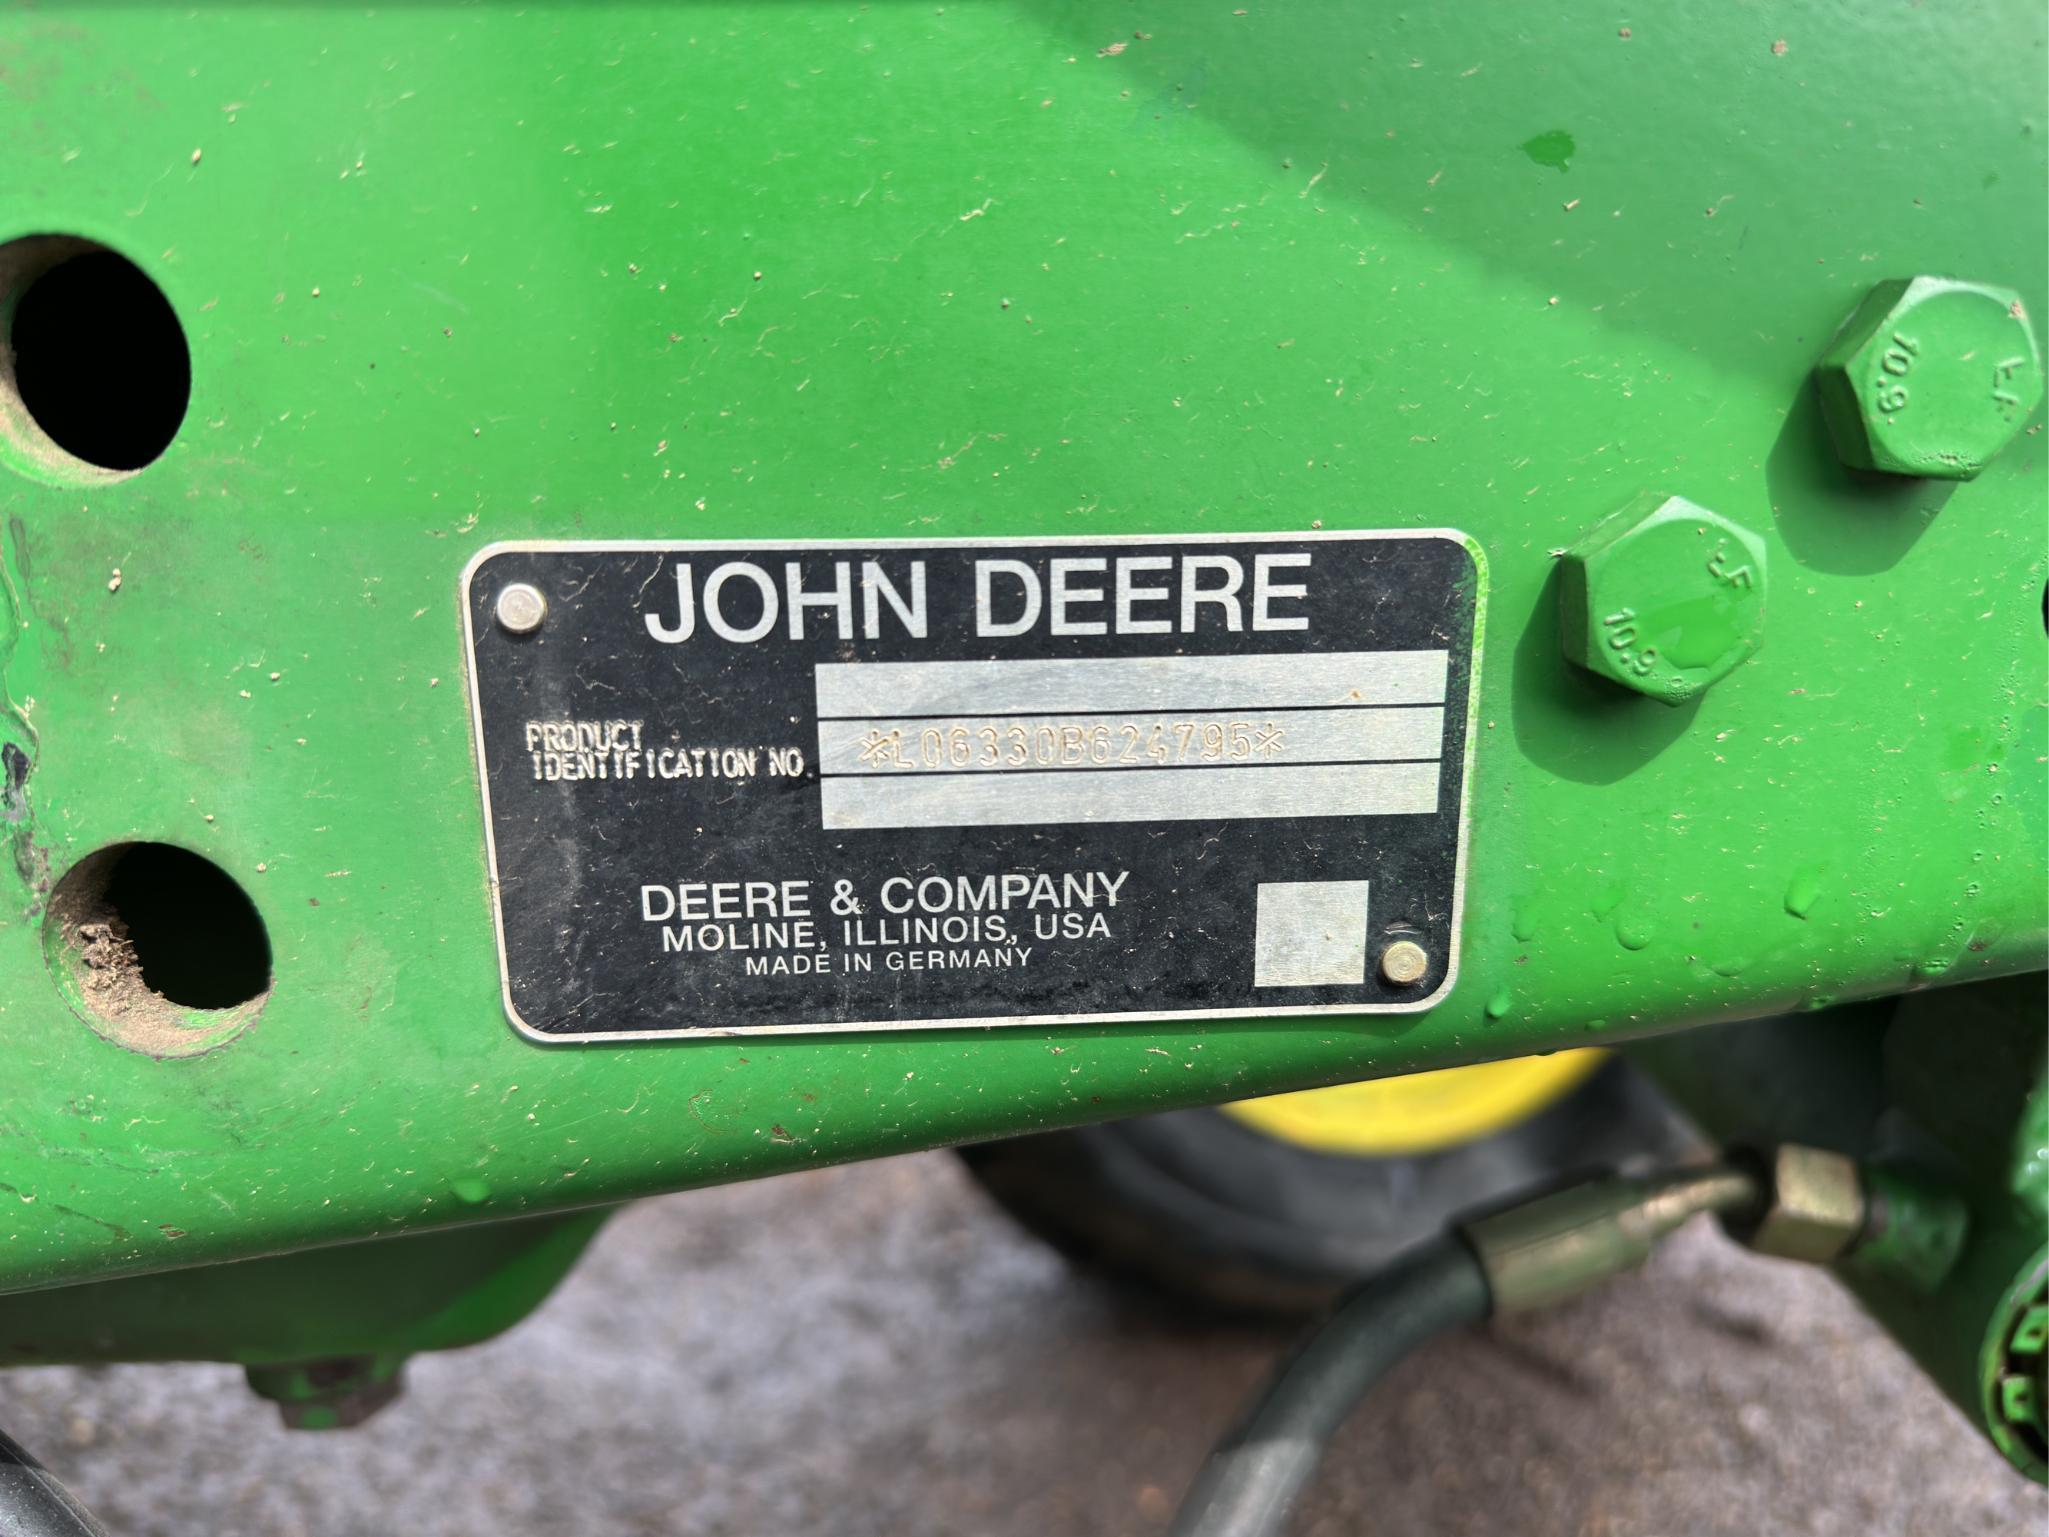 JOHN DEERE
PRODUCT
IDENTIFICATION NO.
*L06330B624795*
DEERE & COMPANY
MOLINE, ILLINOIS, USA
MADE IN GERMANY
10.9
10.9